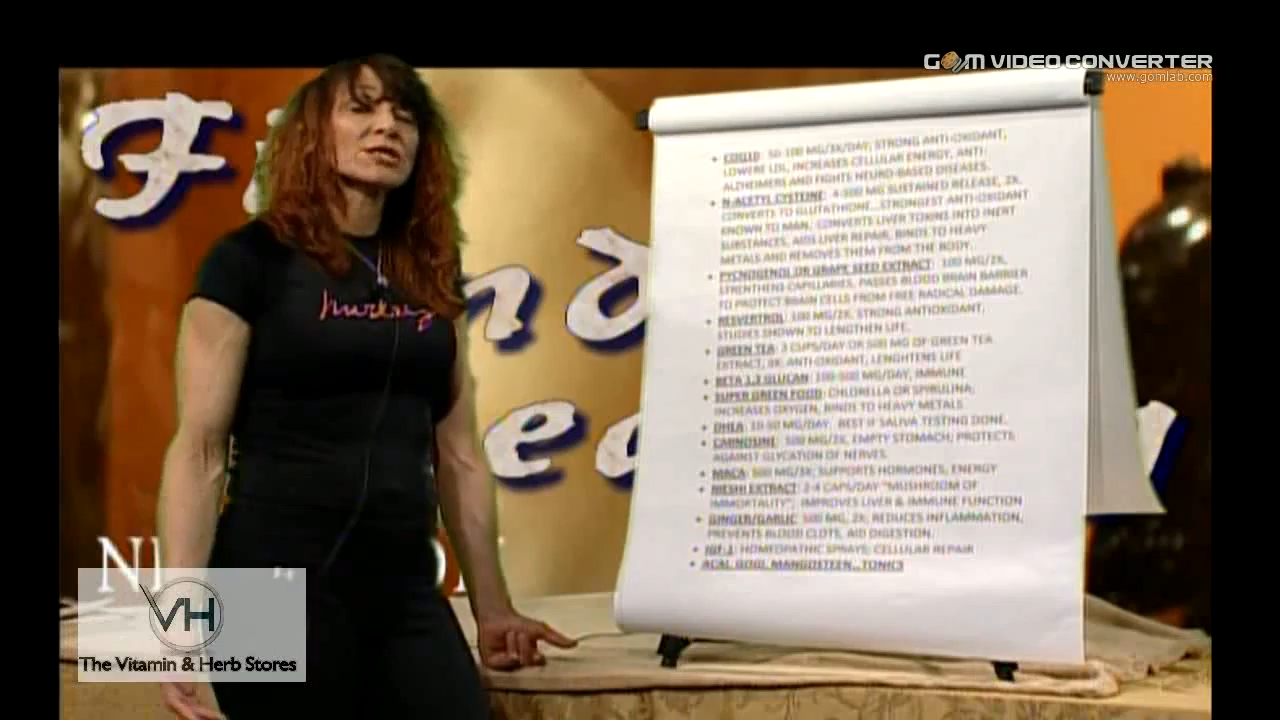 GOM VIDEO CONVERTER
www.gomlab.com
COQ10: 50-100 MG/3X/DAY; STRONG ANTI-OXIDANT,
LOWERE LDL, INCREASES CELLULAR ENERGY, ANTI-
ALZHEIMERS AND FIGHTS NEURO-BASED DISEASES.
N-ACETYL CYSTEINE: 4-300 MG SUSTAINED RELEASE, 2X.
CONVERTS TO GLUTATHIONE...STRONGEST ANTI-OXIDANT
KNOWN TO MAN. CONVERTS LIVER TOXINS INTO INERT
SUBSTANCES, AIDS LIVER REPAIR, BINDS TO HEAVY
METALS AND REMOVES THEM FROM THE BODY.
PYCNOGENOL OR GRAPE SEED EXTRACT: 100 MG/2X,
STRENTHENS CAPILLARIES, PASSES BLOOD BRAIN BARRIER
TO PROTECT BRAIN CELLS FROM FREE RADICAL DAMAGE.
RESVERTROL: 100 MG/2X, STRONG ANTIOXIDANT,
STUDIES SHOWN TO LENGTHEN LIFE.
GREEN TEA: 3 CUPS/DAY OR 500 MG OF GREEN TEA
EXTRACT, 3X: ANTI-OXIDANT, LENGHTENS LIFE
BETA 1,3 GLUCAN: 100-500 MG/DAY, IMMUNE
SUPER GREEN FOOD: CHLORELLA OR SPIRULINA;
INCREASES OXYGEN, BINDS TO HEAVY METALS
DHEA: 10-50 MG/DAY. BEST IF SALIVA TESTING DONE.
CARNOSINE: 500 MG/2X, EMPTY STOMACH; PROTECTS
AGAINST GLYCATION OF NERVES.
MACA: 500 MG/3X; SUPPORTS HORMONES, ENERGY
REISHI EXTRACT: 2-4 CAPS/DAY "MUSHROOM OF
IMMORTALITY"; IMPROVES LIVER & IMMUNE FUNCTION
GINGER/GARLIC: 500 MG, 2X; REDUCES INFLAMMATION,
PREVENTS BLOOD CLOTS, AID DIGESTION.
IGF-1: HOMEOPATHIC SPRAYS; CELLULAR REPAIR
ACAI, GOGI, MANGOSTEEN...TONICS
VH
The Vitamin & Herb Stores